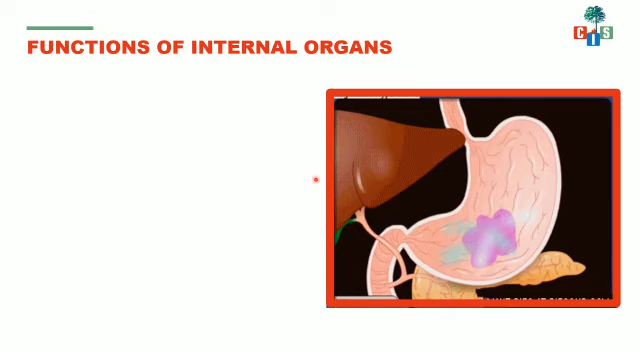 FUNCTIONS OF INTERNAL ORGANS
C I S